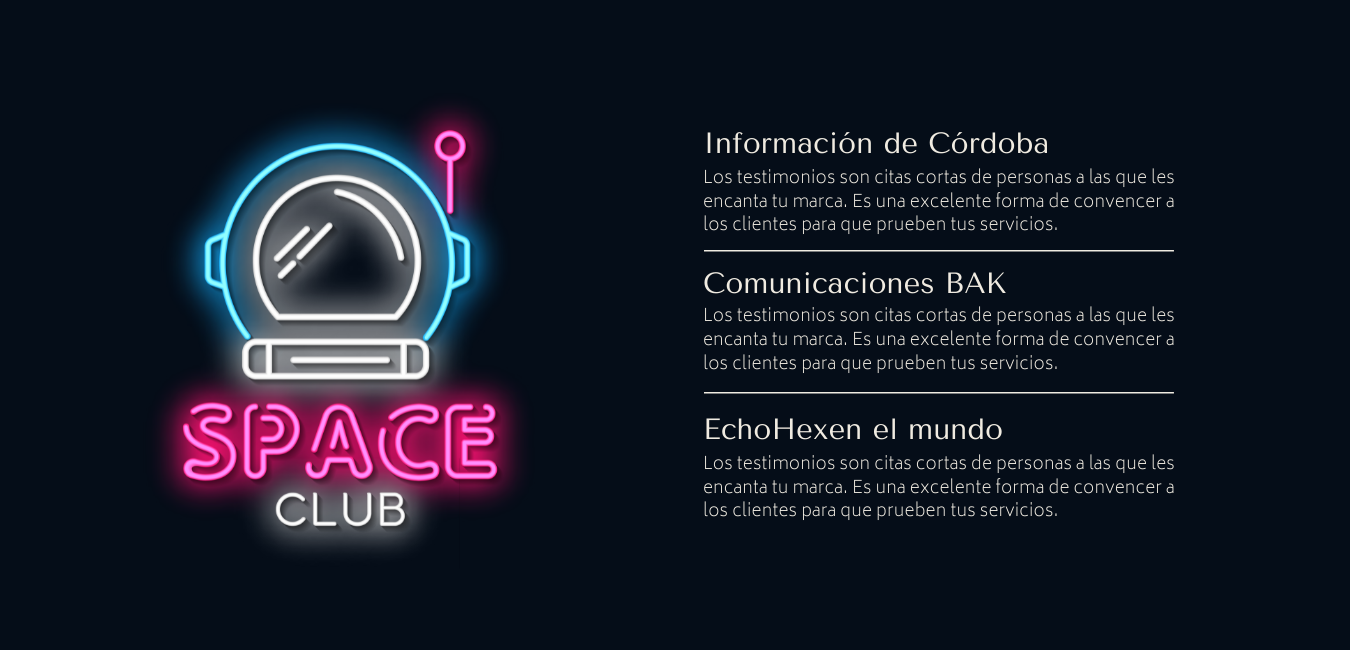 SPACE
CLUB
Información de Córdoba
Los testimonios son citas cortas de personas a las que les
encanta tu marca. Es una excelente forma de convencer a
los clientes para que prueben tus servicios.
Comunicaciones BAK
Los testimonios son citas cortas de personas a las que les
encanta tu marca. Es una excelente forma de convencer a
los clientes para que prueben tus servicios.
EchoHexen el mundo
Los testimonios son citas cortas de personas a las que les
encanta tu marca. Es una excelente forma de convencer a
los clientes para que prueben tus servicios.